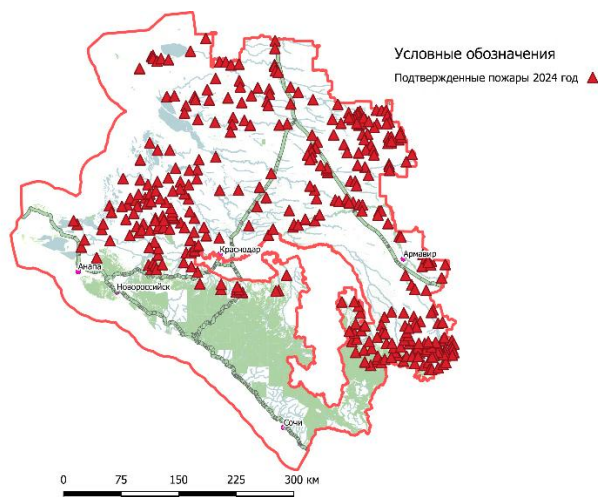 Условные обозначения
Подтвержденные пожары 2024 год
Краснодар
Армавир
Анапа
Новороссийск
Сочи
0 75 150 225 300 км